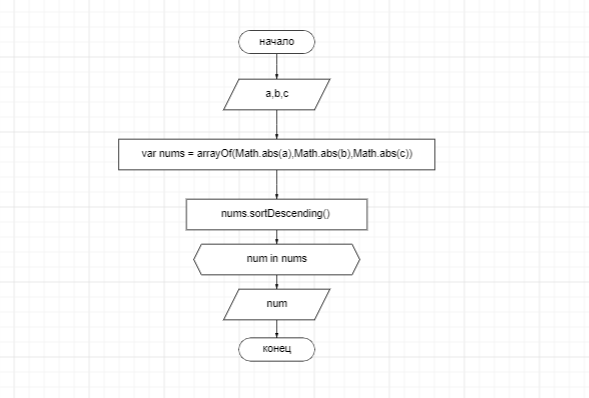 начало
a,b,c
var nums = arrayOf(Math.abs(a),Math.abs(b),Math.abs(c))
nums.sortDescending()
num in nums
num
конец